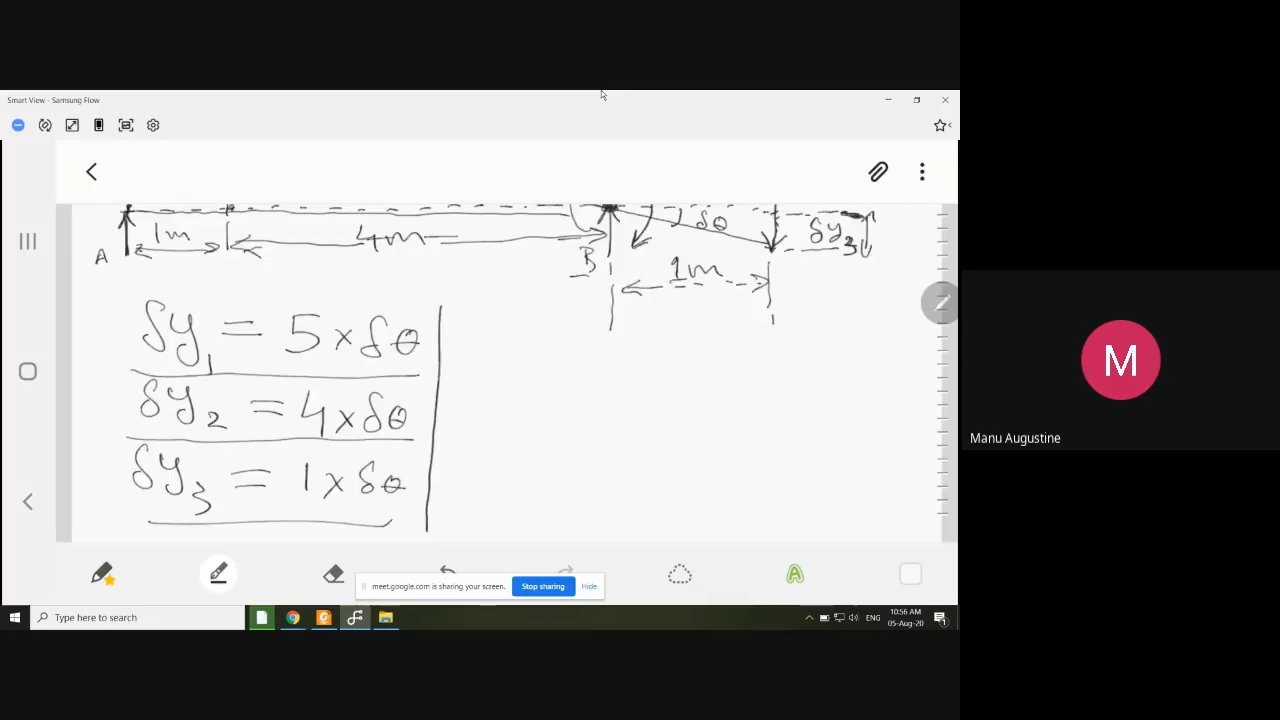 Smart View - Samsung Flow
A
1m
4m
B
δθ
δy3
1m
δy1 = 5 × δθ
δy2 = 4 × δθ
δy3 = 1 × δθ
M
Manu Augustine
A
meet.google.com is sharing your screen.
Stop sharing
Hide
Type here to search
ENG
10:56 AM
05-Aug-20
1